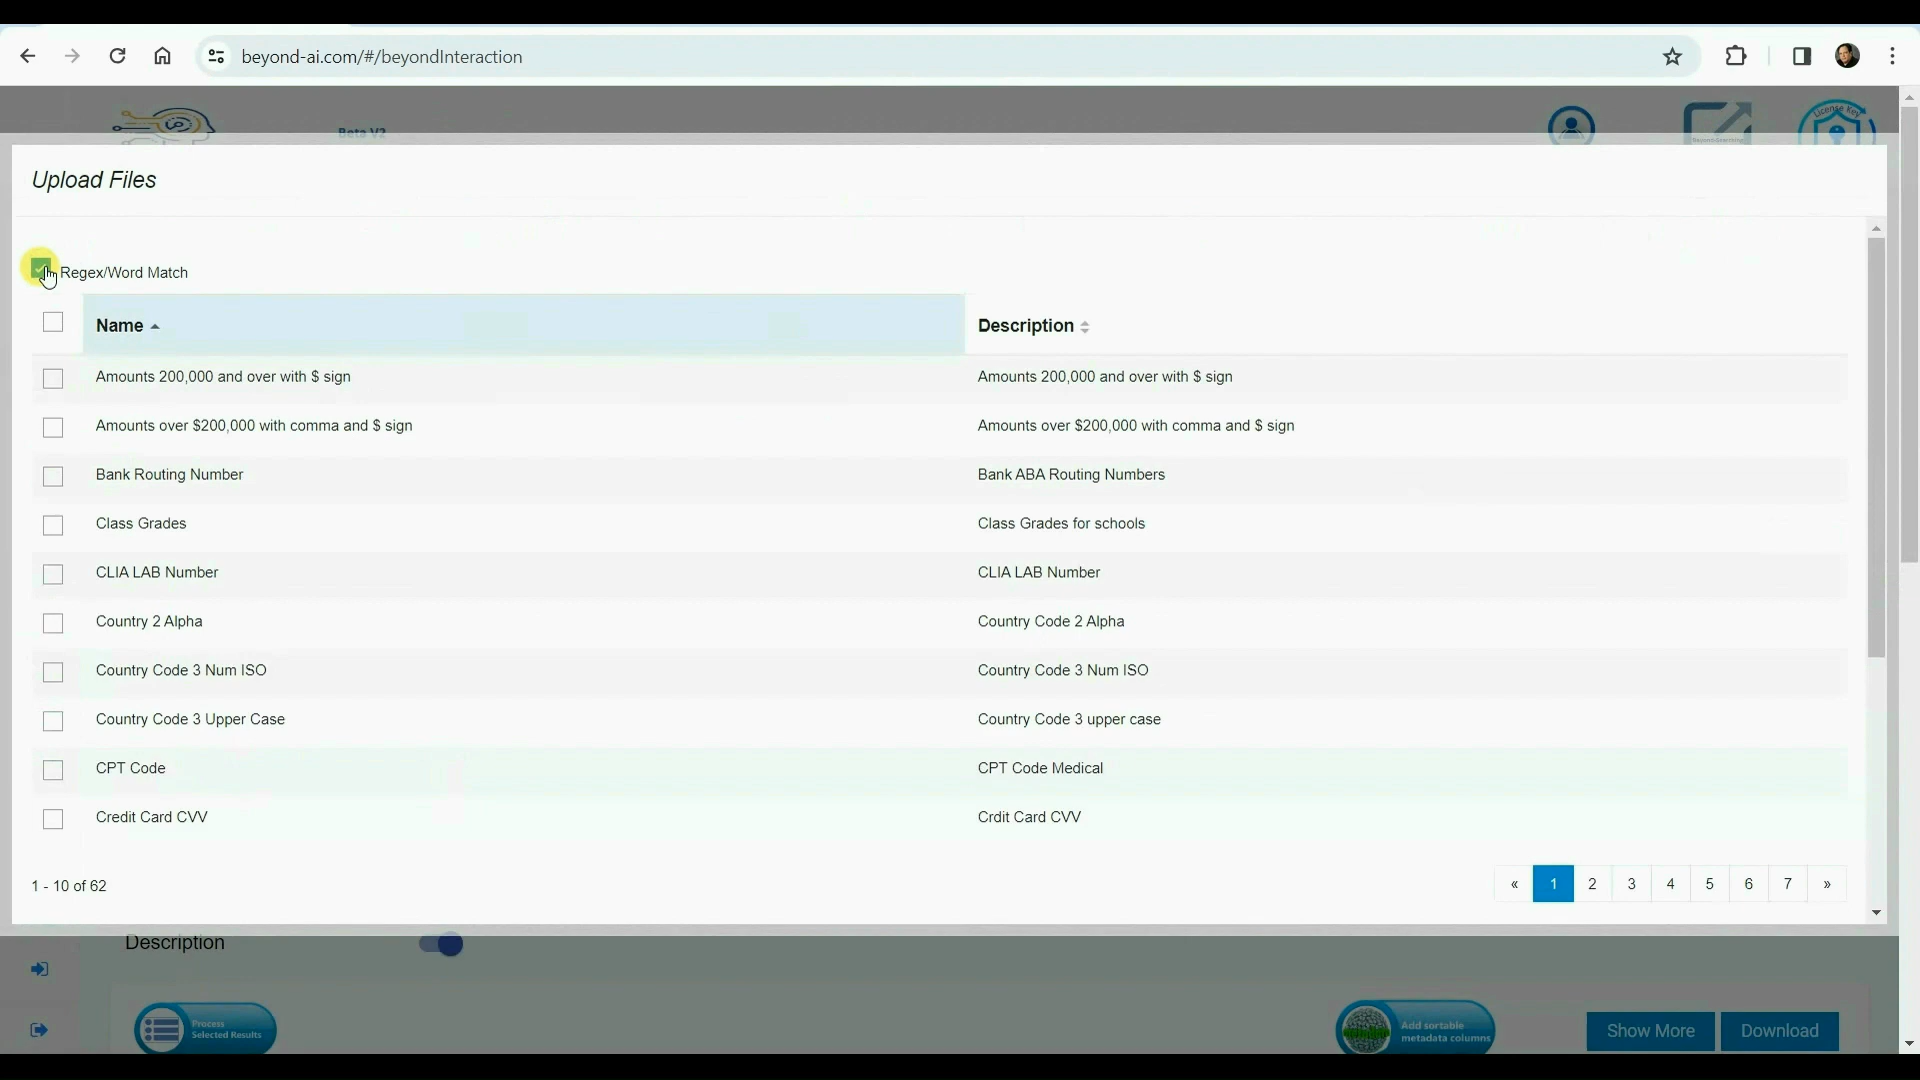 beyond-ai.com/#/beyondInteraction
Beta V2
License Key
Beyond-Searching
Upload Files
Regex/Word Match
Name Description
Amounts 200,000 and over with $ sign Amounts 200,000 and over with $ sign
Amounts over $200,000 with comma and $ sign Amounts over $200,000 with comma and $ sign
Bank Routing Number Bank ABA Routing Numbers
Class Grades Class Grades for schools
CLIA LAB Number CLIA LAB Number
Country 2 Alpha Country Code 2 Alpha
Country Code 3 Num ISO Country Code 3 Num ISO
Country Code 3 Upper Case Country Code 3 upper case
CPT Code CPT Code Medical
Credit Card CVV Crdit Card CVV
1 - 10 of 62 « 1 2 3 4 5 6 7 »
Description
Process
Selected Results
Add sortable
metadata columns
Show More Download